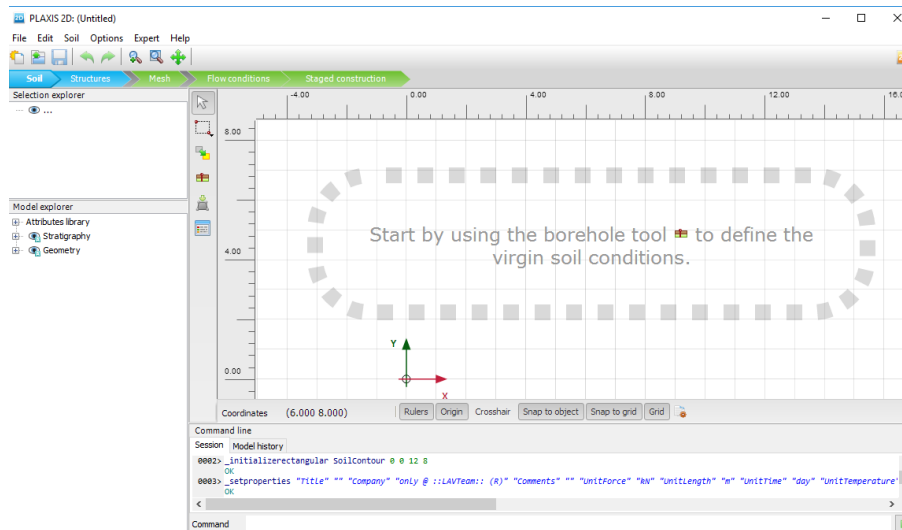 2D PLAXIS 2D: (Untitled)
File Edit Soil Options Expert Help
Soil Structures Mesh Flow conditions Staged construction
Selection explorer
...
Model explorer
Attributes library
Stratigraphy
Geometry
-4.00 0.00 4.00 8.00 12.00 16.0
8.00
4.00
0.00
Start by using the borehole tool to define the
virgin soil conditions.
Y
X
Coordinates (6.000 8.000) Rulers Origin Crosshair Snap to object Snap to grid Grid
Command line
Session Model history
0002> _initializerectangular SoilContour 0 0 12 8
OK
0003> _setproperties "Title" "" "Company" "only @ ::LAVTeam:: (R)" "Comments" "" "UnitForce" "kN" "UnitLength" "m" "UnitTime" "day" "UnitTemperature"
OK
Command